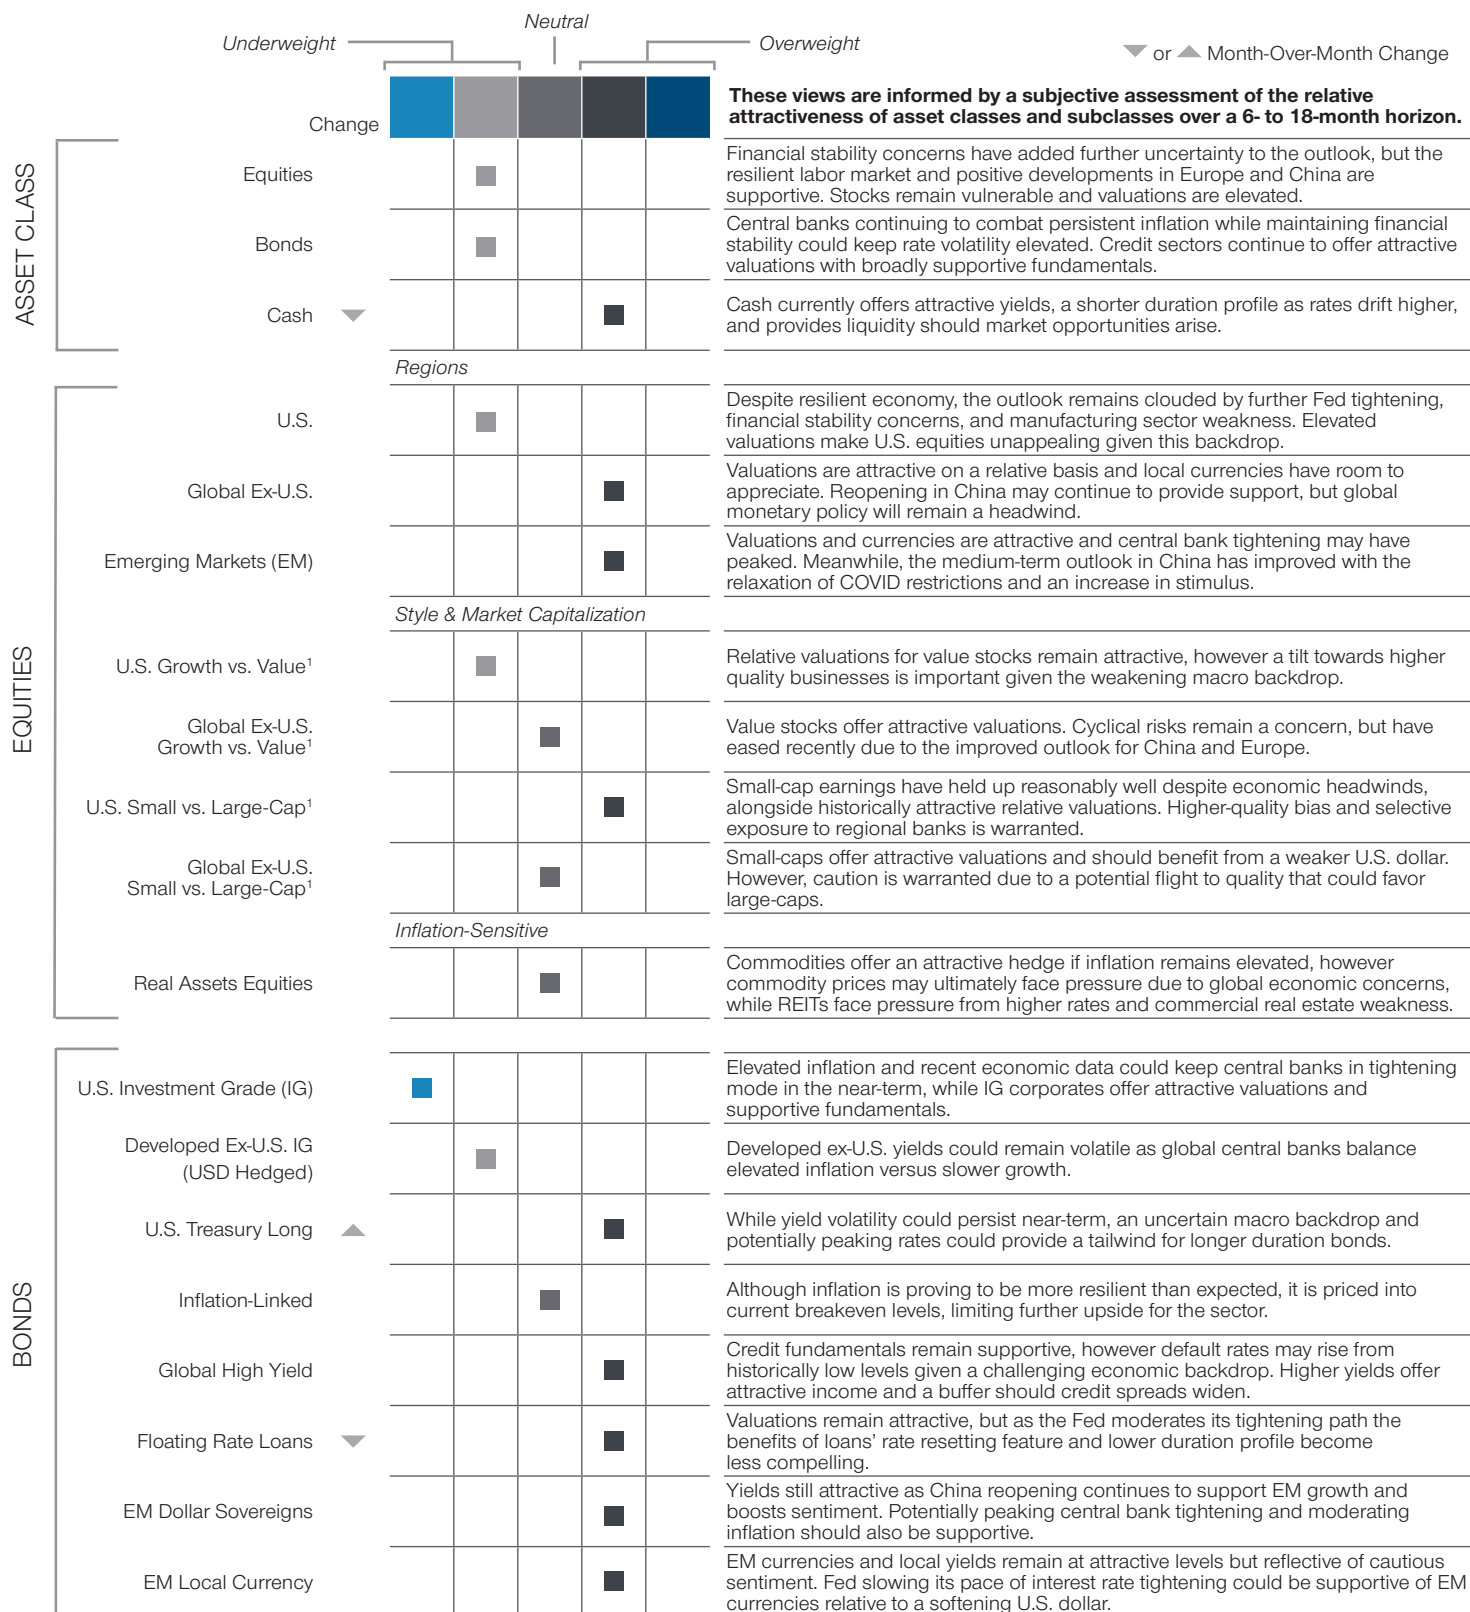 Neutral
Underweight
Overweight
or Month-Over-Month Change
Change
These views are informed by a subjective assessment of the relative
attractiveness of asset classes and subclasses over a 6- to 18-month horizon.
ASSET CLASS
Equities
Financial stability concerns have added further uncertainty to the outlook, but the
resilient labor market and positive developments in Europe and China are
supportive. Stocks remain vulnerable and valuations are elevated.
Bonds
Central banks continuing to combat persistent inflation while maintaining financial
stability could keep rate volatility elevated. Credit sectors continue to offer attractive
valuations with broadly supportive fundamentals.
Cash
Cash currently offers attractive yields, a shorter duration profile as rates drift higher,
and provides liquidity should market opportunities arise.
EQUITIES
Regions
U.S.
Despite resilient economy, the outlook remains clouded by further Fed tightening,
financial stability concerns, and manufacturing sector weakness. Elevated
valuations make U.S. equities unappealing given this backdrop.
Global Ex-U.S.
Valuations are attractive on a relative basis and local currencies have room to
appreciate. Reopening in China may continue to provide support, but global
monetary policy will remain a headwind.
Emerging Markets (EM)
Valuations and currencies are attractive and central bank tightening may have
peaked. Meanwhile, the medium-term outlook in China has improved with the
relaxation of COVID restrictions and an increase in stimulus.
Style & Market Capitalization
U.S. Growth vs. Value¹
Relative valuations for value stocks remain attractive, however a tilt towards higher
quality businesses is important given the weakening macro backdrop.
Global Ex-U.S.
Growth vs. Value¹
Value stocks offer attractive valuations. Cyclical risks remain a concern, but have
eased recently due to the improved outlook for China and Europe.
U.S. Small vs. Large-Cap¹
Small-cap earnings have held up reasonably well despite economic headwinds,
alongside historically attractive relative valuations. Higher-quality bias and selective
exposure to regional banks is warranted.
Global Ex-U.S.
Small vs. Large-Cap¹
Small-caps offer attractive valuations and should benefit from a weaker U.S. dollar.
However, caution is warranted due to a potential flight to quality that could favor
large-caps.
Inflation-Sensitive
Real Assets Equities
Commodities offer an attractive hedge if inflation remains elevated, however
commodity prices may ultimately face pressure due to global economic concerns,
while REITs face pressure from higher rates and commercial real estate weakness.
BONDS
U.S. Investment Grade (IG)
Elevated inflation and recent economic data could keep central banks in tightening
mode in the near-term, while IG corporates offer attractive valuations and
supportive fundamentals.
Developed Ex-U.S. IG
(USD Hedged)
Developed ex-U.S. yields could remain volatile as global central banks balance
elevated inflation versus slower growth.
U.S. Treasury Long
While yield volatility could persist near-term, an uncertain macro backdrop and
potentially peaking rates could provide a tailwind for longer duration bonds.
Inflation-Linked
Although inflation is proving to be more resilient than expected, it is priced into
current breakeven levels, limiting further upside for the sector.
Global High Yield
Credit fundamentals remain supportive, however default rates may rise from
historically low levels given a challenging economic backdrop. Higher yields offer
attractive income and a buffer should credit spreads widen.
Floating Rate Loans
Valuations remain attractive, but as the Fed moderates its tightening path the
benefits of loans’ rate resetting feature and lower duration profile become
less compelling.
EM Dollar Sovereigns
Yields still attractive as China reopening continues to support EM growth and
boosts sentiment. Potentially peaking central bank tightening and moderating
inflation should also be supportive.
EM Local Currency
EM currencies and local yields remain at attractive levels but reflective of cautious
sentiment. Fed slowing its pace of interest rate tightening could be supportive of EM
currencies relative to a softening U.S. dollar.